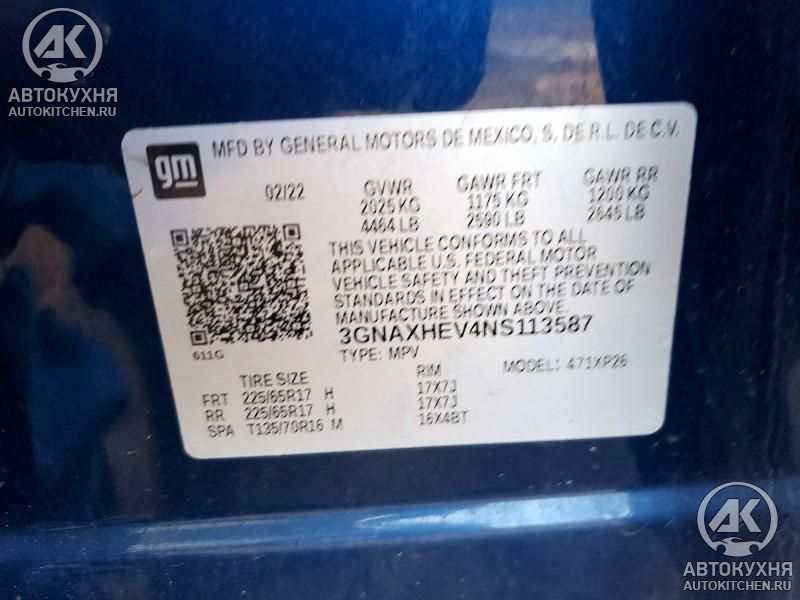 AK
АВТОКУХНЯ
AUTOKITCHEN.RU
gm
MFD BY GENERAL MOTORS DE MEXICO, S. DE R.L. DE C.V.
02/22 GVWR GAWR FRT GAWR RR
2025 KG 1175 KG 1200 KG
4464 LB 2590 LB 2645 LB
THIS VEHICLE CONFORMS TO ALL
APPLICABLE U.S. FEDERAL MOTOR
VEHICLE SAFETY AND THEFT PREVENTION
STANDARDS IN EFFECT ON THE DATE OF
MANUFACTURE SHOWN ABOVE.
3GNAXHEV4NS113587
611G
TYPE: MPV MODEL: 471XP26
TIRE SIZE RIM
FRT 225/65R17 H 17X7J
RR 225/65R17 H 17X7J
SPA T135/70R16 M 16X4BT
AK
АВТОКУХНЯ
AUTOKITCHEN.RU